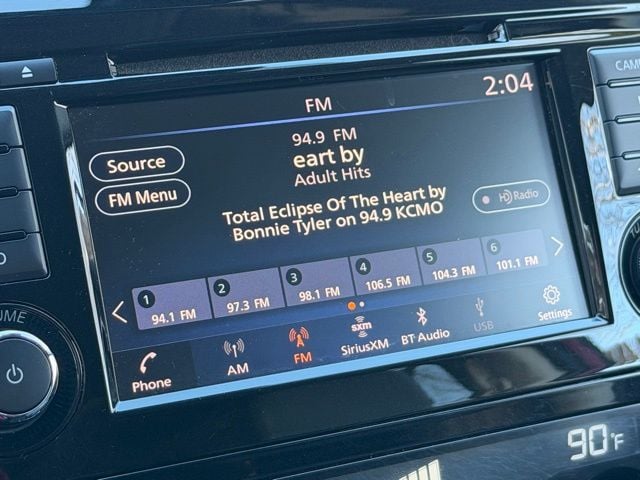 CAM
2:04
FM
94.9 FM
Source
eart by
Adult Hits
FM Menu
Total Eclipse Of The Heart by
Bonnie Tyler on 94.9 KCMO
HD Radio
1 2 3 4 5 6
94.1 FM 97.3 FM 98.1 FM 106.5 FM 104.3 FM 101.1 FM
sxm
Phone AM FM SiriusXM BT Audio USB Settings
90°F